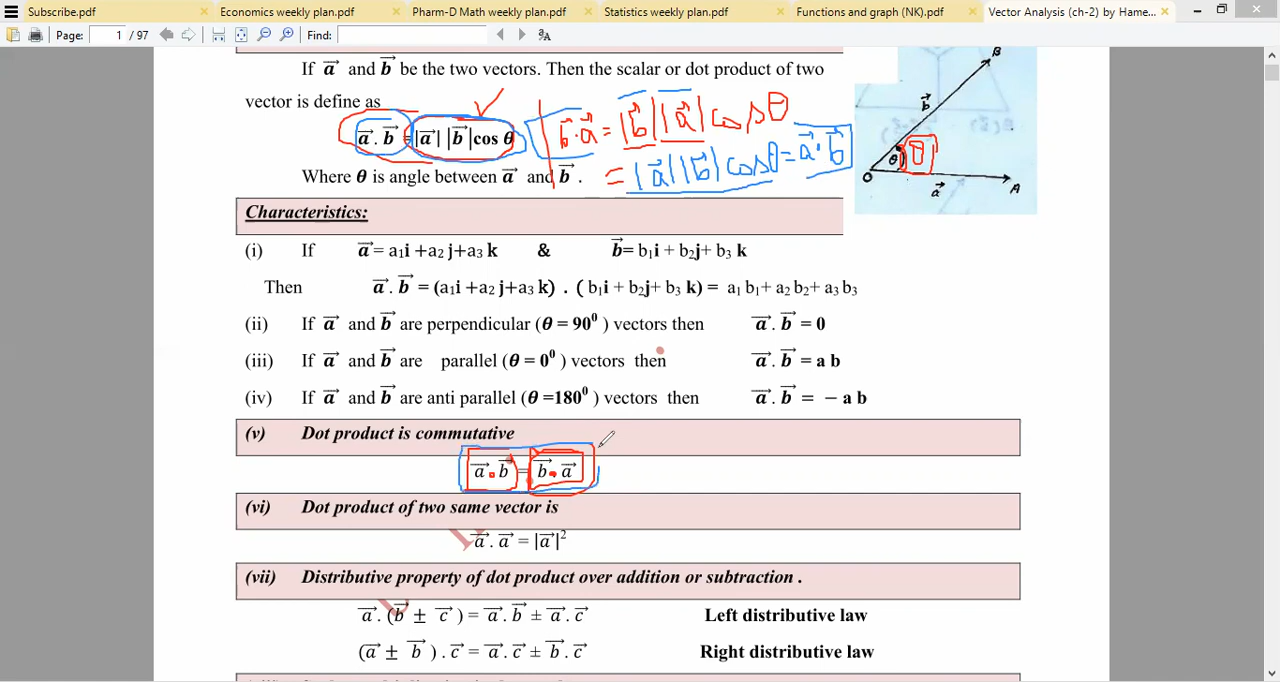 Subscribe.pdf × Economics weekly plan.pdf × Pharm-D Math weekly plan.pdf × Statistics weekly plan.pdf × Functions and graph (NK).pdf × Vector Analysis (ch-2) by Hame... ×
Page: 1 / 97 Find:
If a⃗ and b⃗ be the two vectors. Then the scalar or dot product of two
vector is define as
a⃗ . b⃗ = |a⃗| |b⃗|cos θ
b⃗ . a⃗ = |b⃗| |a⃗| cosθ
= |a⃗| |b⃗| cosθ = a⃗ . b⃗
Where θ is angle between a⃗ and b⃗ .
B
b⃗
θ
θ
O
a⃗
A
Characteristics:
(i) If a⃗ = a₁i +a₂ j+a₃ k & b⃗= b₁i + b₂j+ b₃ k
Then a⃗. b⃗ = (a₁i +a₂ j+a₃ k) . ( b₁i + b₂j+ b₃ k) = a₁ b₁+ a₂ b₂+ a₃ b₃
(ii) If a⃗ and b⃗ are perpendicular (θ = 90⁰ ) vectors then a⃗ . b⃗ = 0
(iii) If a⃗ and b⃗ are parallel (θ = 0⁰ ) vectors then a⃗ . b⃗ = a b
(iv) If a⃗ and b⃗ are anti parallel (θ =180⁰ ) vectors then a⃗ . b⃗ = − a b
(v) Dot product is commutative
a⃗ . b⃗ = b⃗ . a⃗
(vi) Dot product of two same vector is
a⃗ . a⃗ = |a⃗|²
(vii) Distributive property of dot product over addition or subtraction .
a⃗ . (b⃗ ± c⃗ ) = a⃗ . b⃗ ± a⃗ . c⃗ Left distributive law
(a⃗ ± b⃗ ) . c⃗ = a⃗ . c⃗ ± b⃗ . c⃗ Right distributive law